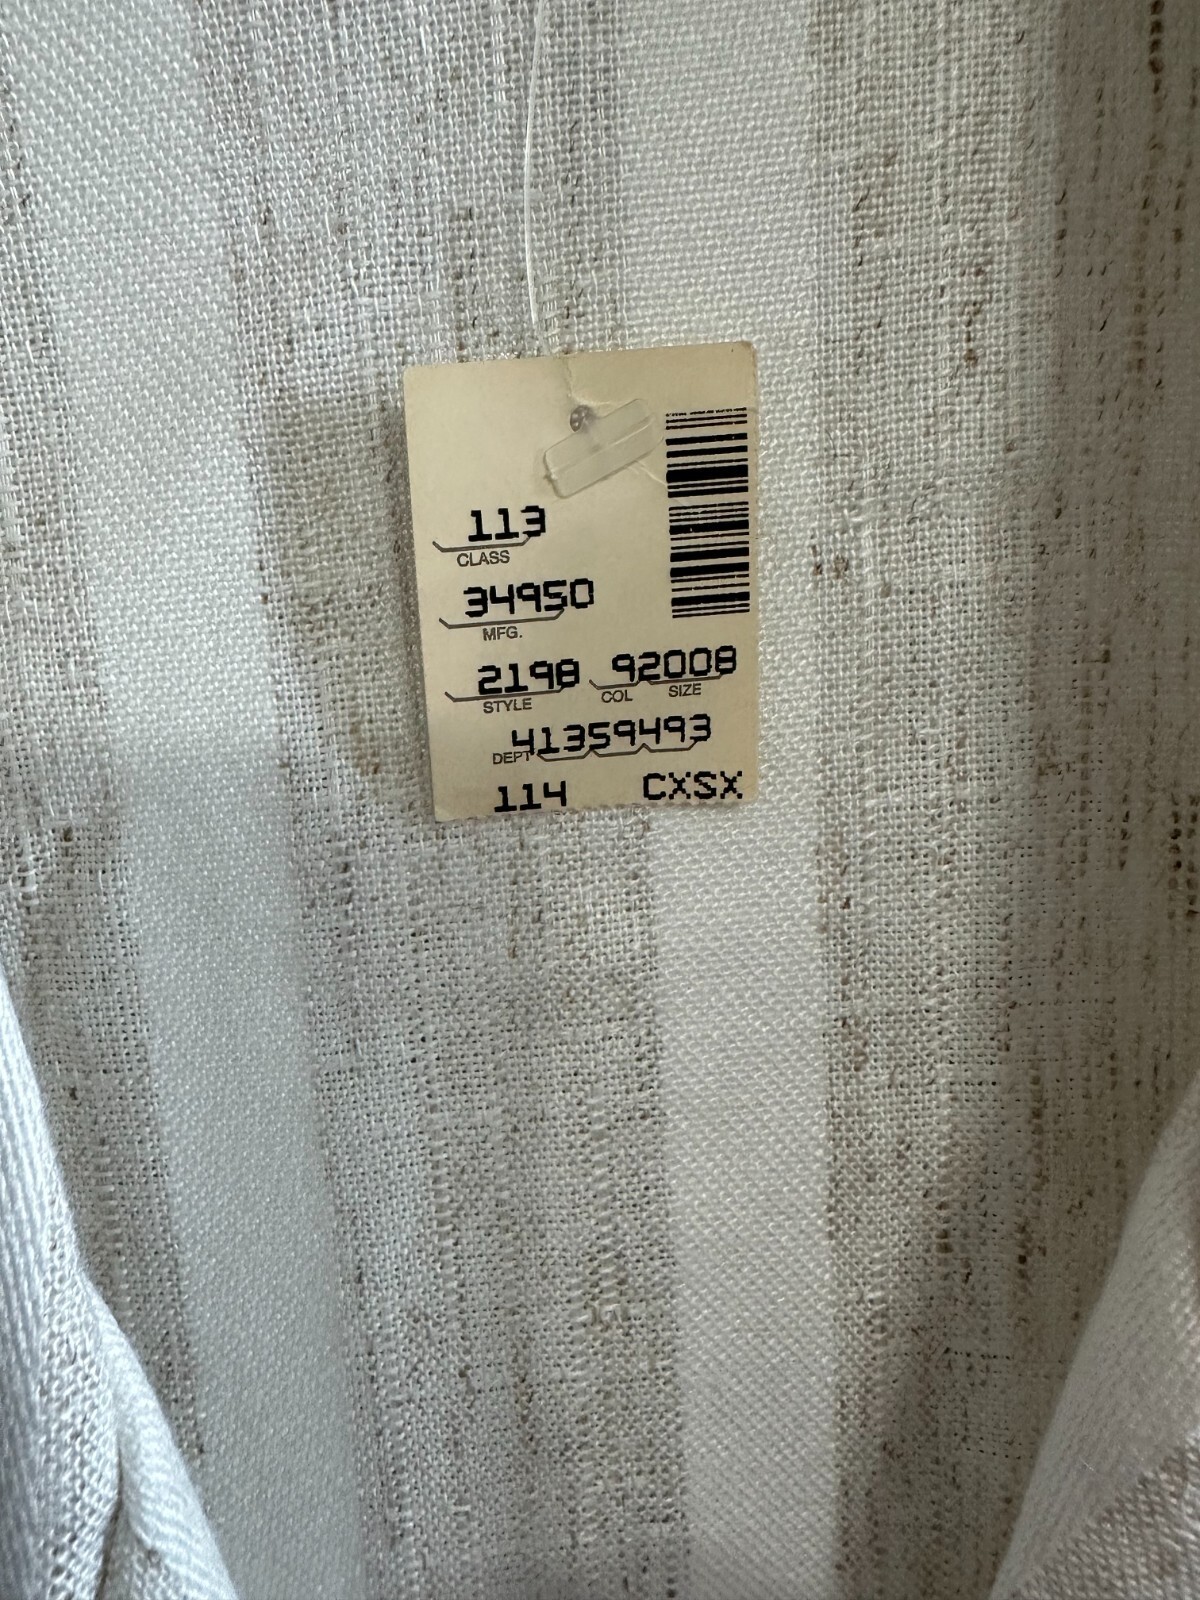 113
CLASS
34950
MFG.
2198 92008
STYLE COL SIZE
41359493
DEPT
114 CXSX